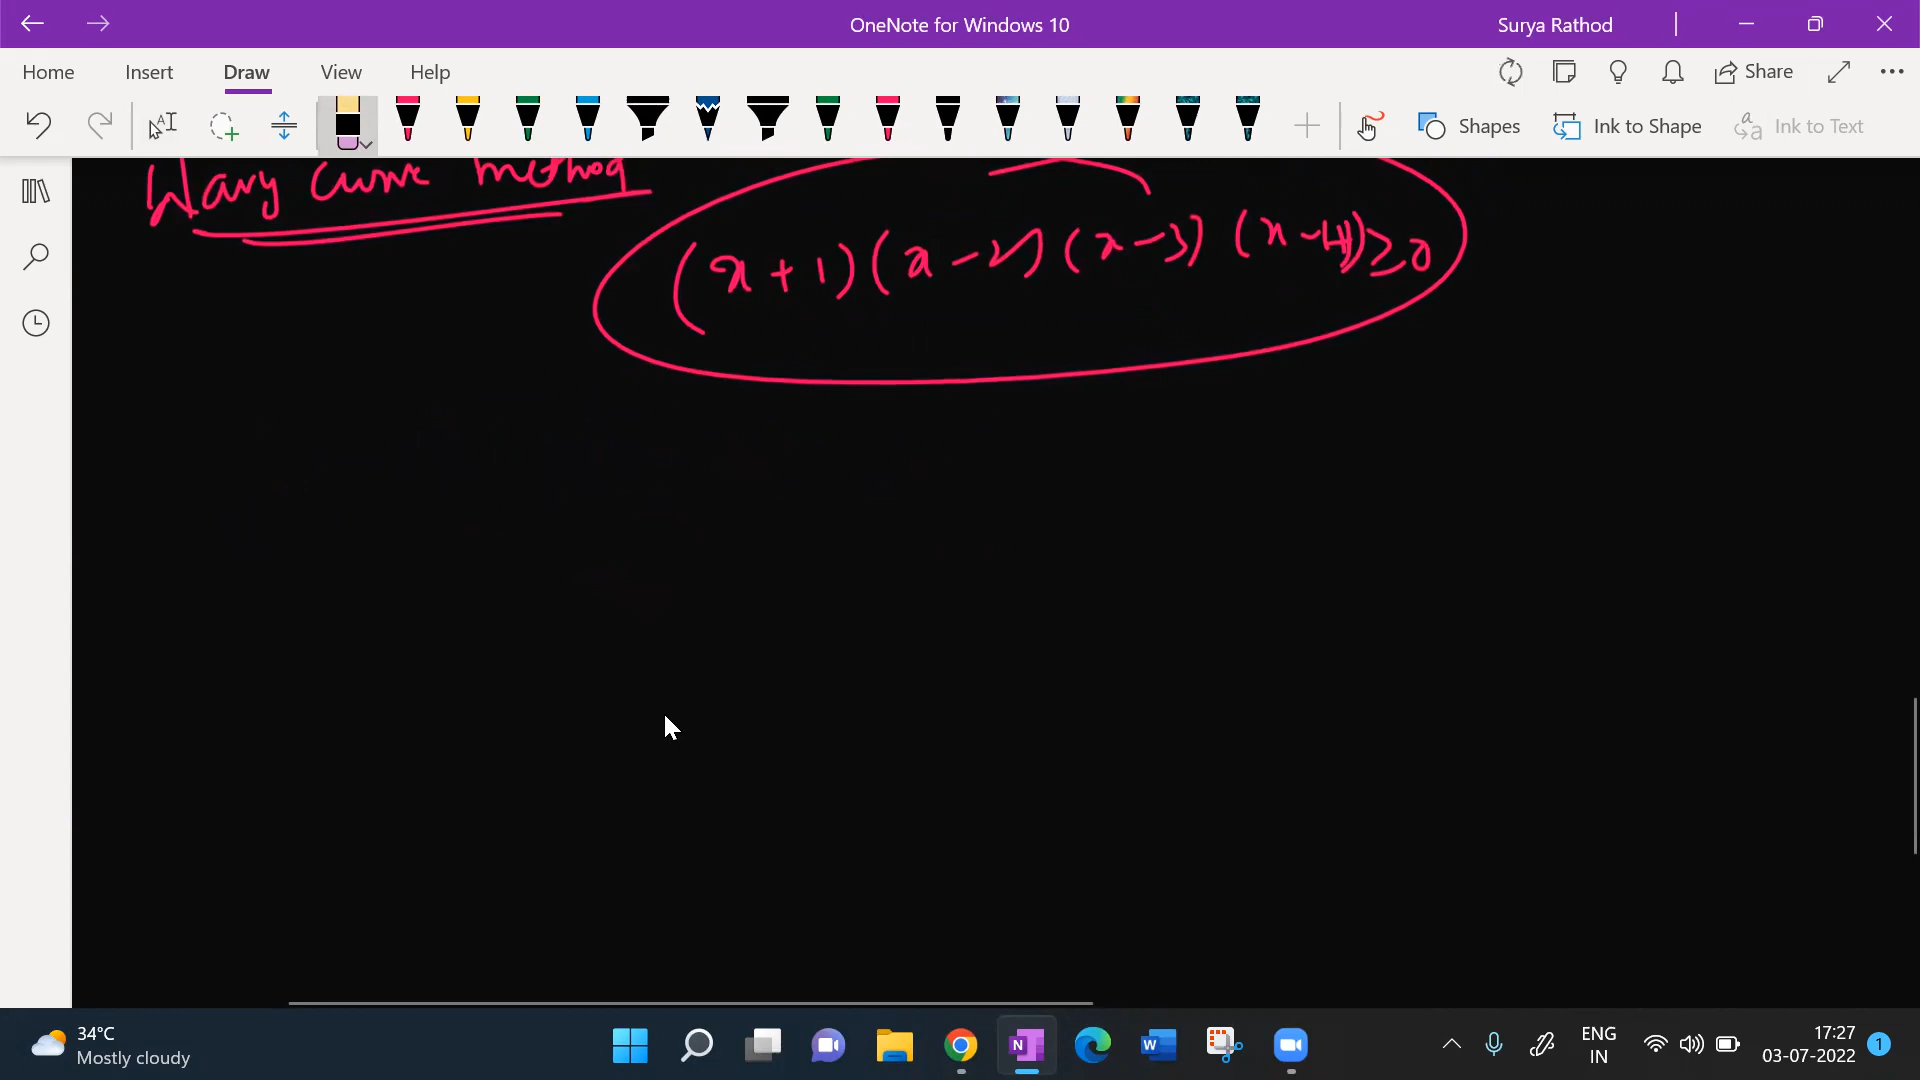 OneNote for Windows 10
Surya Rathod
Home Insert Draw View Help
Share
Shapes Ink to Shape Ink to Text
Wavy Curve method
(x+1)(x-2)(x-3)(x-4)≥0
34°C
Mostly cloudy
ENG
IN
17:27
03-07-2022
1